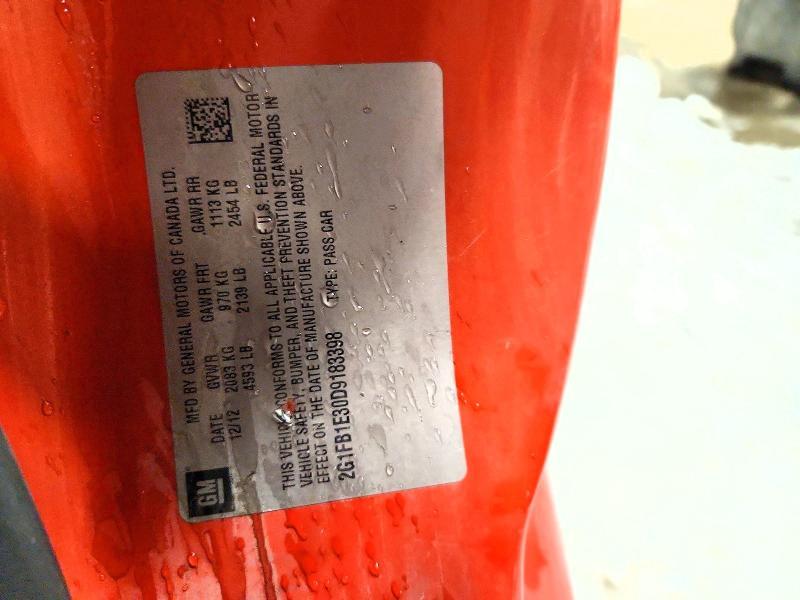 GM
MFD BY GENERAL MOTORS OF CANADA LTD.
DATE GVWR GAWR FRT GAWR RR
12/12 2083 KG 970 KG 1113 KG
4593 LB 2139 LB 2454 LB
THIS VEHICLE CONFORMS TO ALL APPLICABLE U.S. FEDERAL MOTOR
VEHICLE SAFETY, BUMPER, AND THEFT PREVENTION STANDARDS IN
EFFECT ON THE DATE OF MANUFACTURE SHOWN ABOVE.
2G1FB1E30D9183398 TYPE: PASS CAR